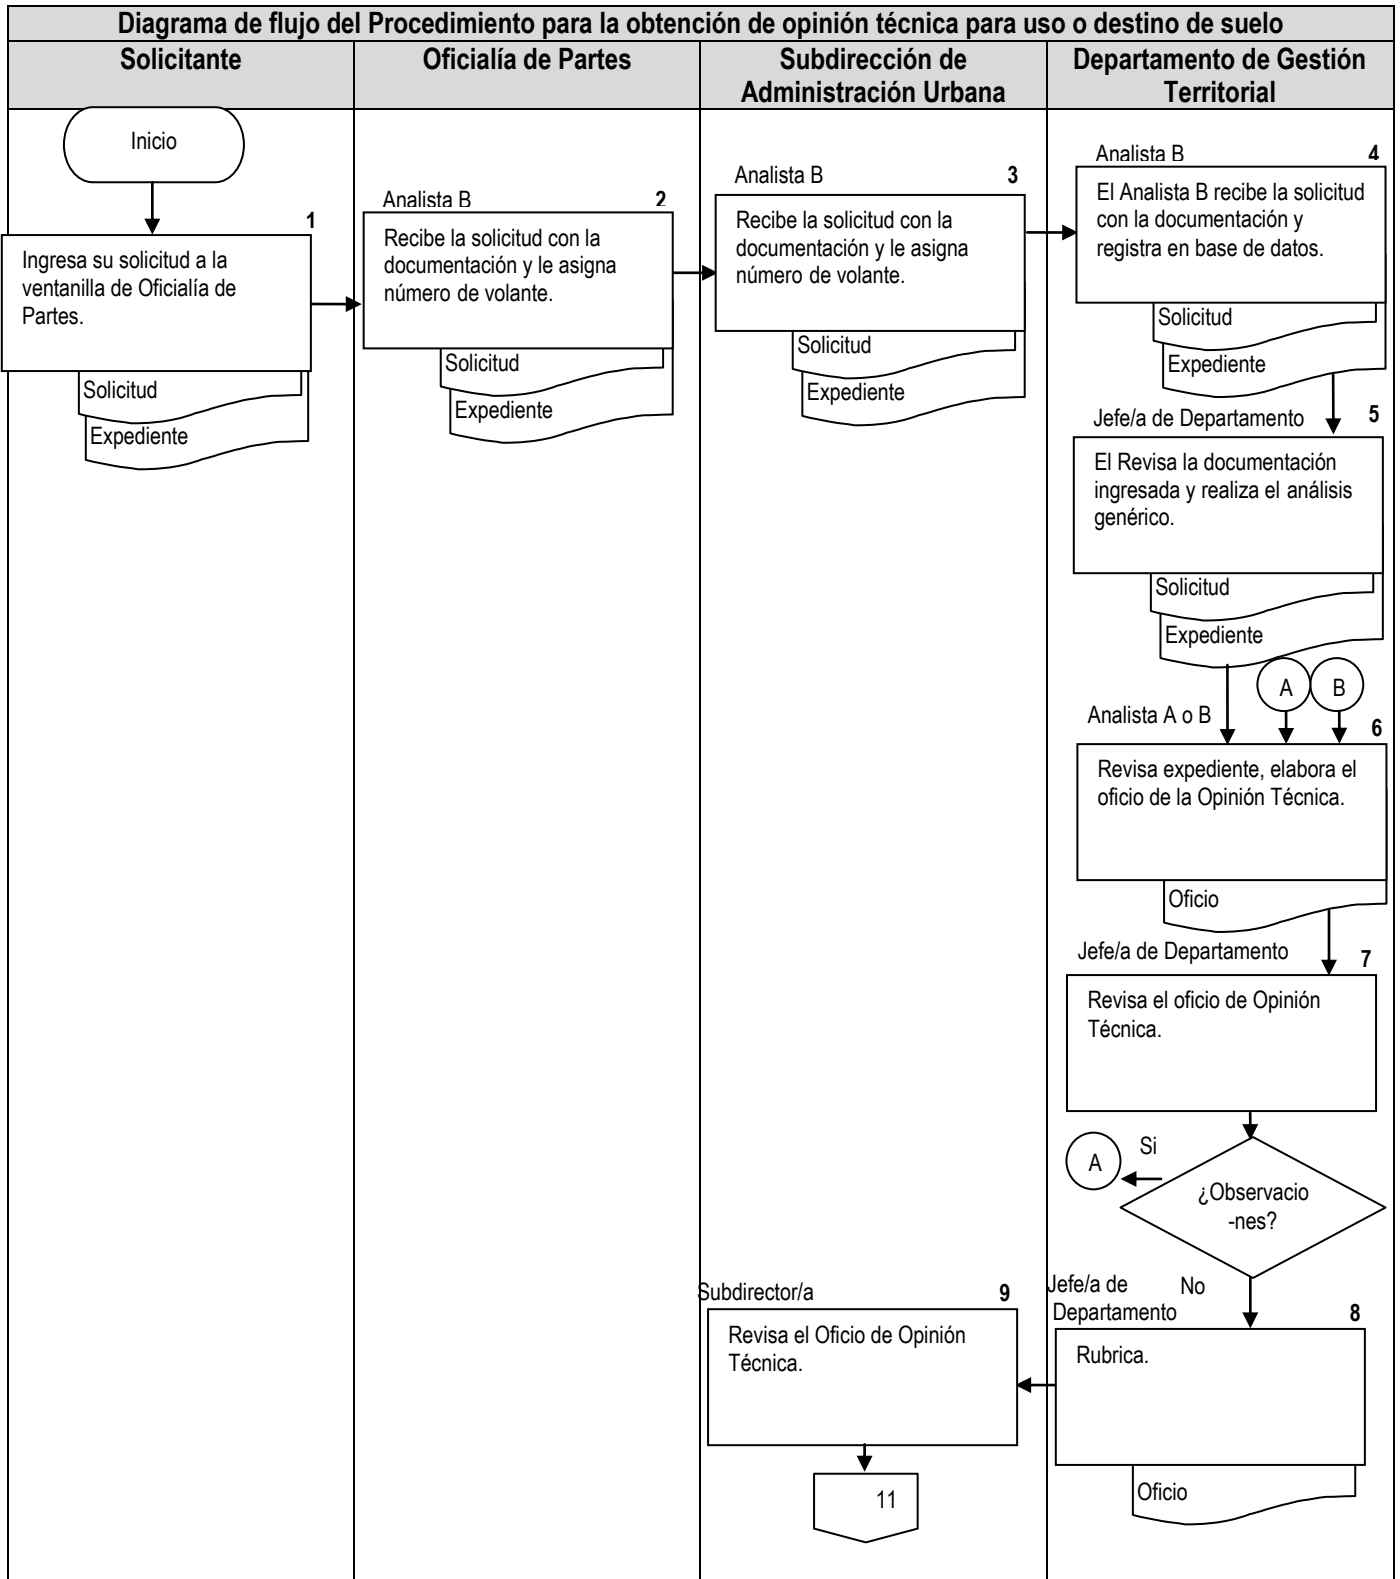 Diagrama de flujo del Procedimiento para la obtención de opinión técnica para uso o destino de suelo
Solicitante
Oficialía de Partes
Subdirección de
Administración Urbana
Departamento de Gestión
Territorial
Inicio
1
Ingresa su solicitud a la
ventanilla de Oficialía de
Partes.
Solicitud
Expediente
Analista B
2
Recibe la solicitud con la
documentación y le asigna
número de volante.
Solicitud
Expediente
Analista B
3
Recibe la solicitud con la
documentación y le asigna
número de volante.
Solicitud
Expediente
Analista B
4
El Analista B recibe la solicitud
con la documentación y
registra en base de datos.
Solicitud
Expediente
Jefe/a de Departamento
5
El Revisa la documentación
ingresada y realiza el análisis
genérico.
Solicitud
Expediente
A
B
Analista A o B
6
Revisa expediente, elabora el
oficio de la Opinión Técnica.
Oficio
Jefe/a de Departamento
7
Revisa el oficio de Opinión
Técnica.
A
Si
¿Observacio
-nes?
No
Jefe/a de
Departamento
8
Rubrica.
Oficio
Subdirector/a
9
Revisa el Oficio de Opinión
Técnica.
11